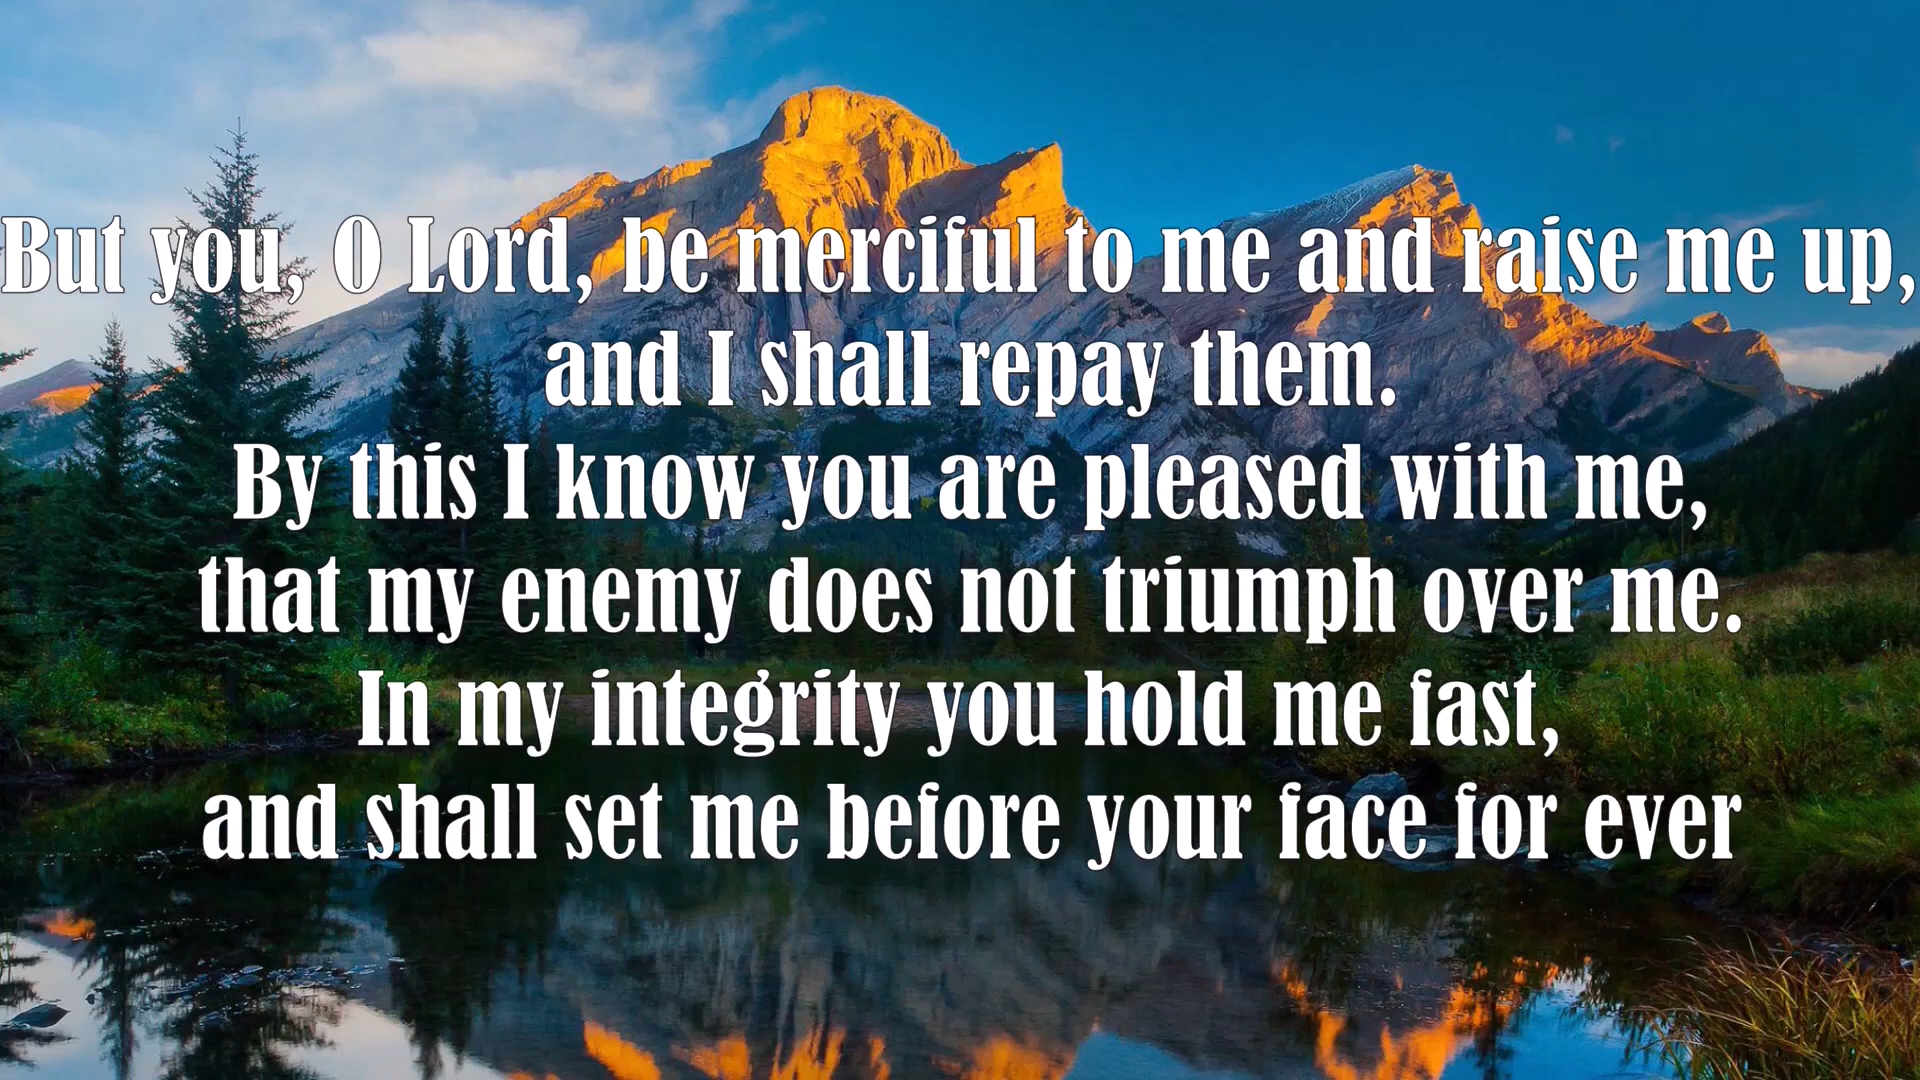 But you, O Lord, be merciful to me and raise me up,
and I shall repay them.
By this I know you are pleased with me,
that my enemy does not triumph over me.
In my integrity you hold me fast,
and shall set me before your face for ever